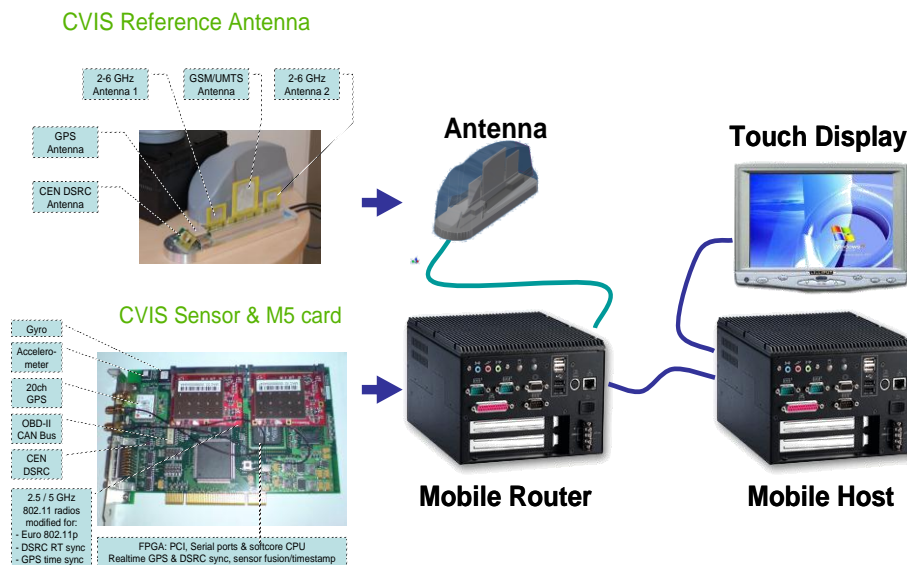 CVIS Reference Antenna
2-6 GHz
Antenna 1
GSM/UMTS
Antenna
2-6 GHz
Antenna 2
GPS
Antenna
CEN DSRC
Antenna
Antenna
Touch Display
CVIS Sensor & M5 card
Gyro
Accelero-
meter
20ch
GPS
OBD-II
CAN Bus
CEN
DSRC
2.5 / 5 GHz
802.11 radios
modified for:
- Euro 802.11p
- DSRC RT sync
- GPS time sync
FPGA: PCI, Serial ports & softcore CPU
Realtime GPS & DSRC sync, sensor fusion/timestamp
Mobile Router
Mobile Host